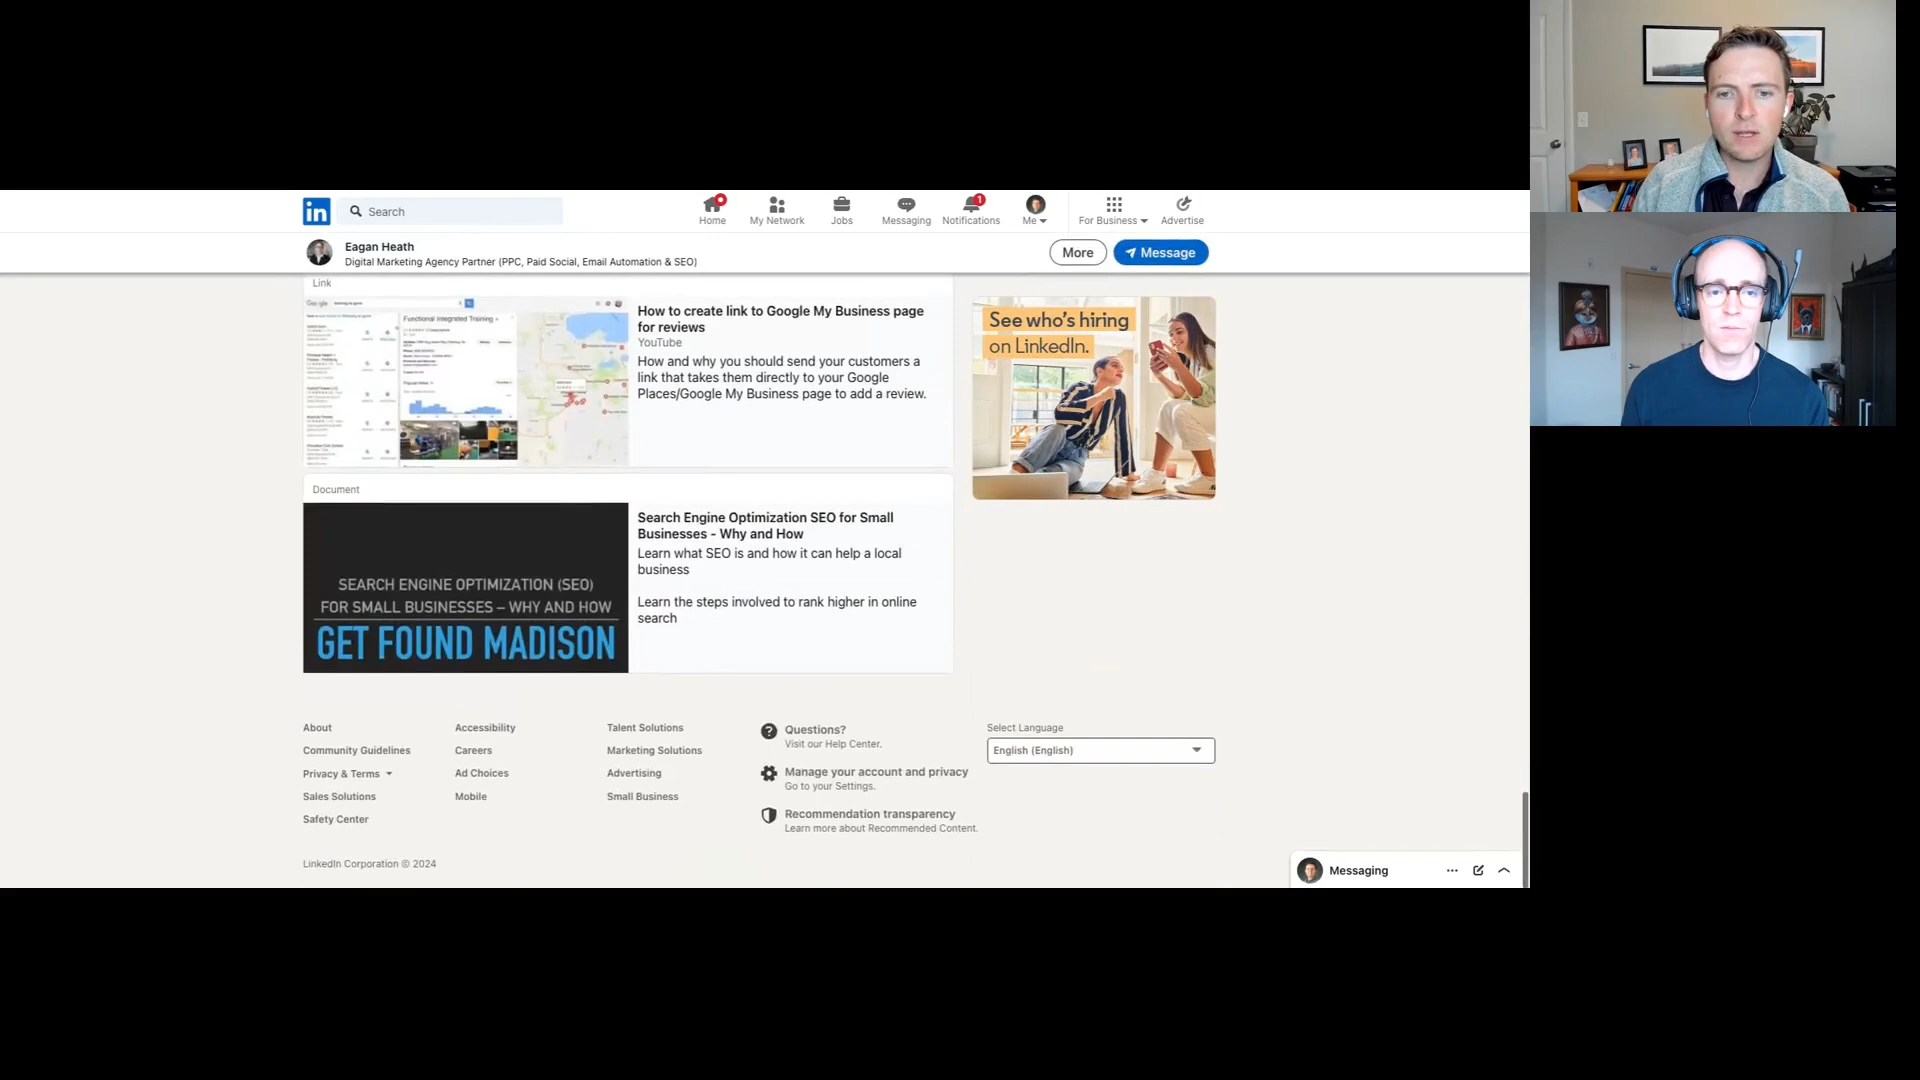 in
Search
Home
My Network
Jobs
Messaging
1
Notifications
Me
For Business
Advertise
Eagan Heath
Digital Marketing Agency Partner (PPC, Paid Social, Email Automation & SEO)
More
Message
Link
Google
Functional Integrated Training
How to create link to Google My Business page
for reviews
YouTube
How and why you should send your customers a
link that takes them directly to your Google
Places/Google My Business page to add a review.
See who's hiring
on LinkedIn.
Document
SEARCH ENGINE OPTIMIZATION (SEO)
FOR SMALL BUSINESSES – WHY AND HOW
GET FOUND MADISON
Search Engine Optimization SEO for Small
Businesses - Why and How
Learn what SEO is and how it can help a local
business
Learn the steps involved to rank higher in online
search
About
Community Guidelines
Privacy & Terms
Sales Solutions
Safety Center
Accessibility
Careers
Ad Choices
Mobile
Talent Solutions
Marketing Solutions
Advertising
Small Business
Questions?
Visit our Help Center.
Manage your account and privacy
Go to your Settings.
Recommendation transparency
Learn more about Recommended Content.
Select Language
English (English)
LinkedIn Corporation © 2024
Messaging